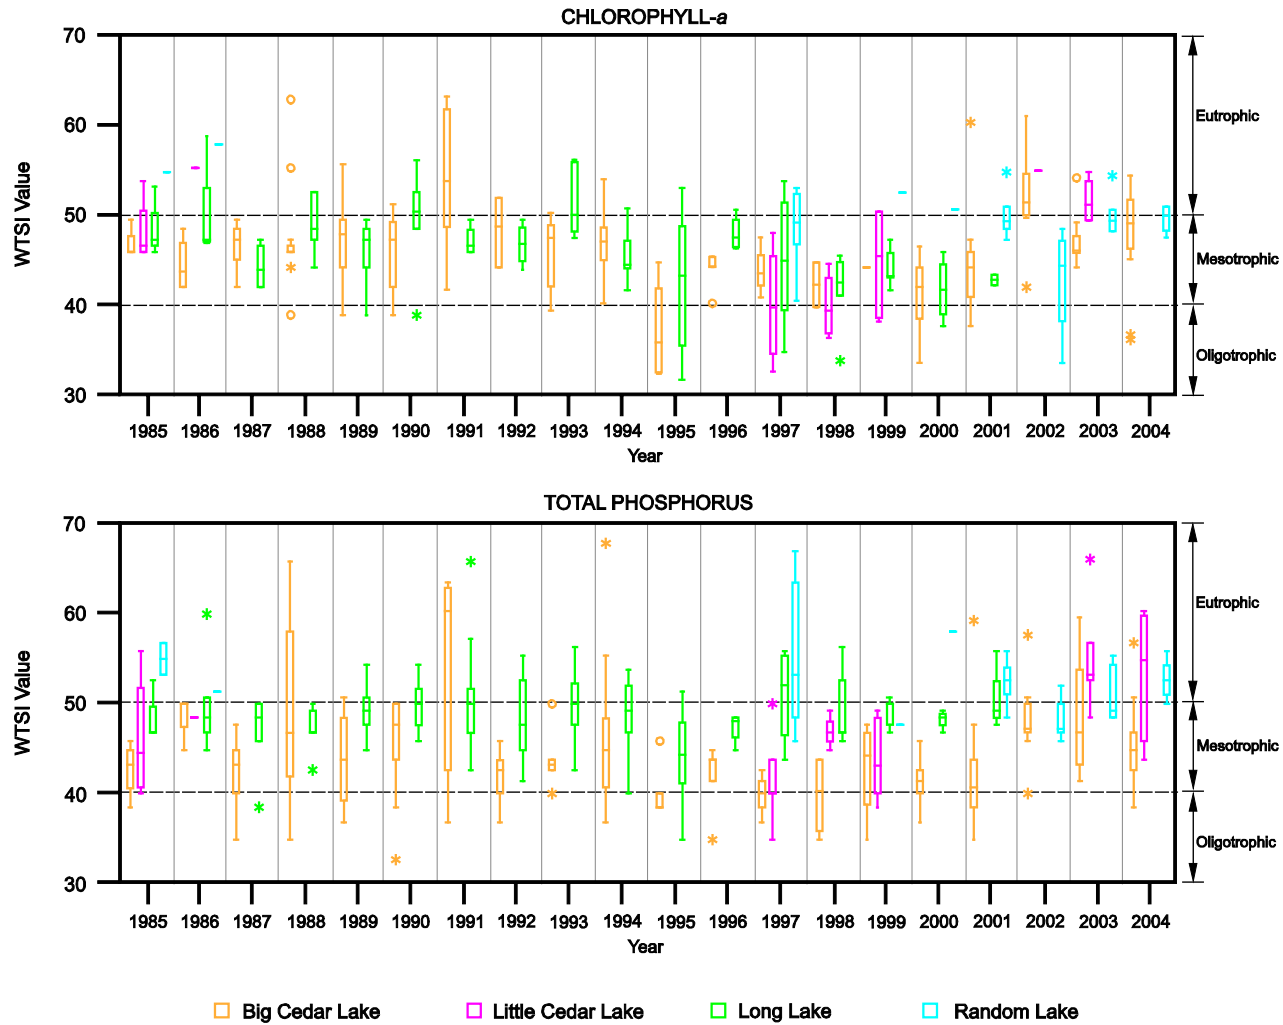 CHLOROPHYLL-a
70
60
50
40
30
WTSI Value
Eutrophic
Mesotrophic
Oligotrophic
1985 1986 1987 1988 1989 1990 1991 1992 1993 1994 1995 1996 1997 1998 1999 2000 2001 2002 2003 2004
Year
TOTAL PHOSPHORUS
70
60
50
40
30
WTSI Value
Eutrophic
Mesotrophic
Oligotrophic
1985 1986 1987 1988 1989 1990 1991 1992 1993 1994 1995 1996 1997 1998 1999 2000 2001 2002 2003 2004
Year
Big Cedar Lake Little Cedar Lake Long Lake Random Lake